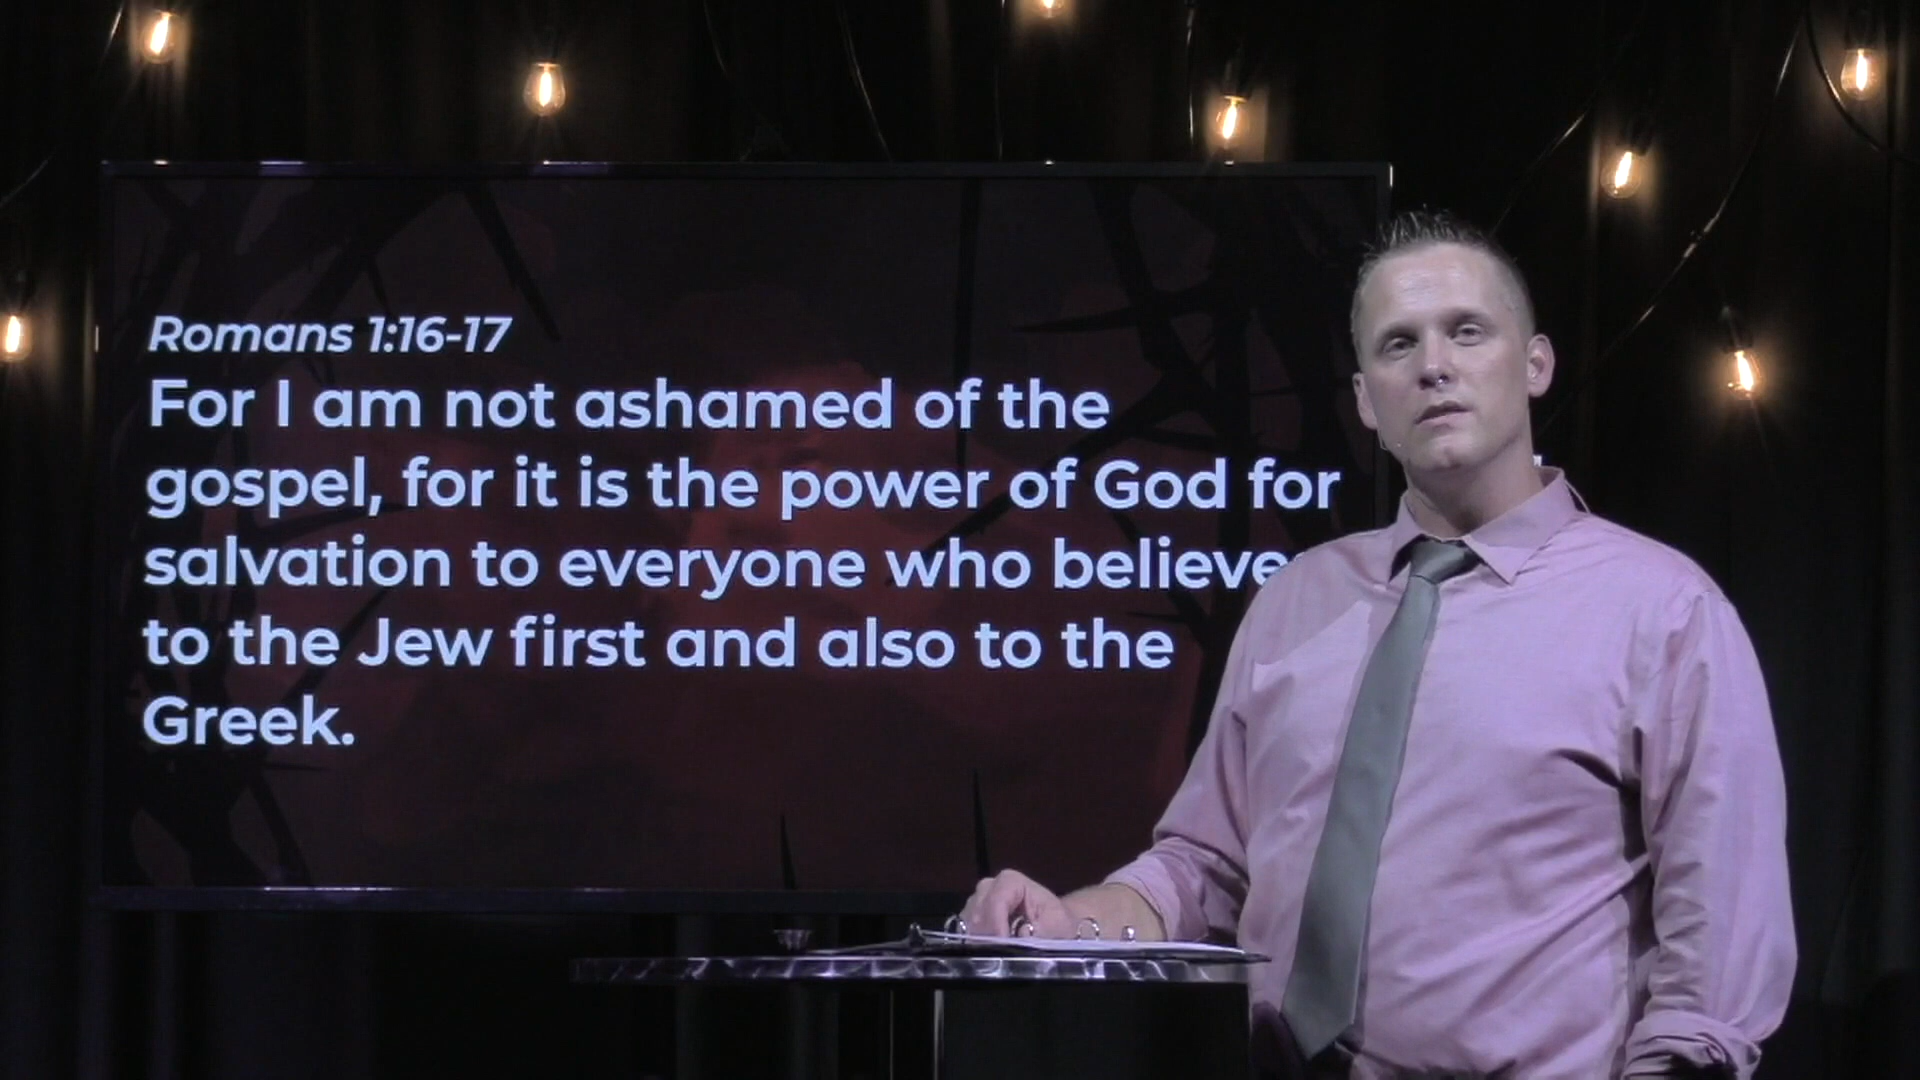 Romans 1:16-17
For I am not ashamed of the
gospel, for it is the power of God for
salvation to everyone who
to the Jew first and also to the
Greek.